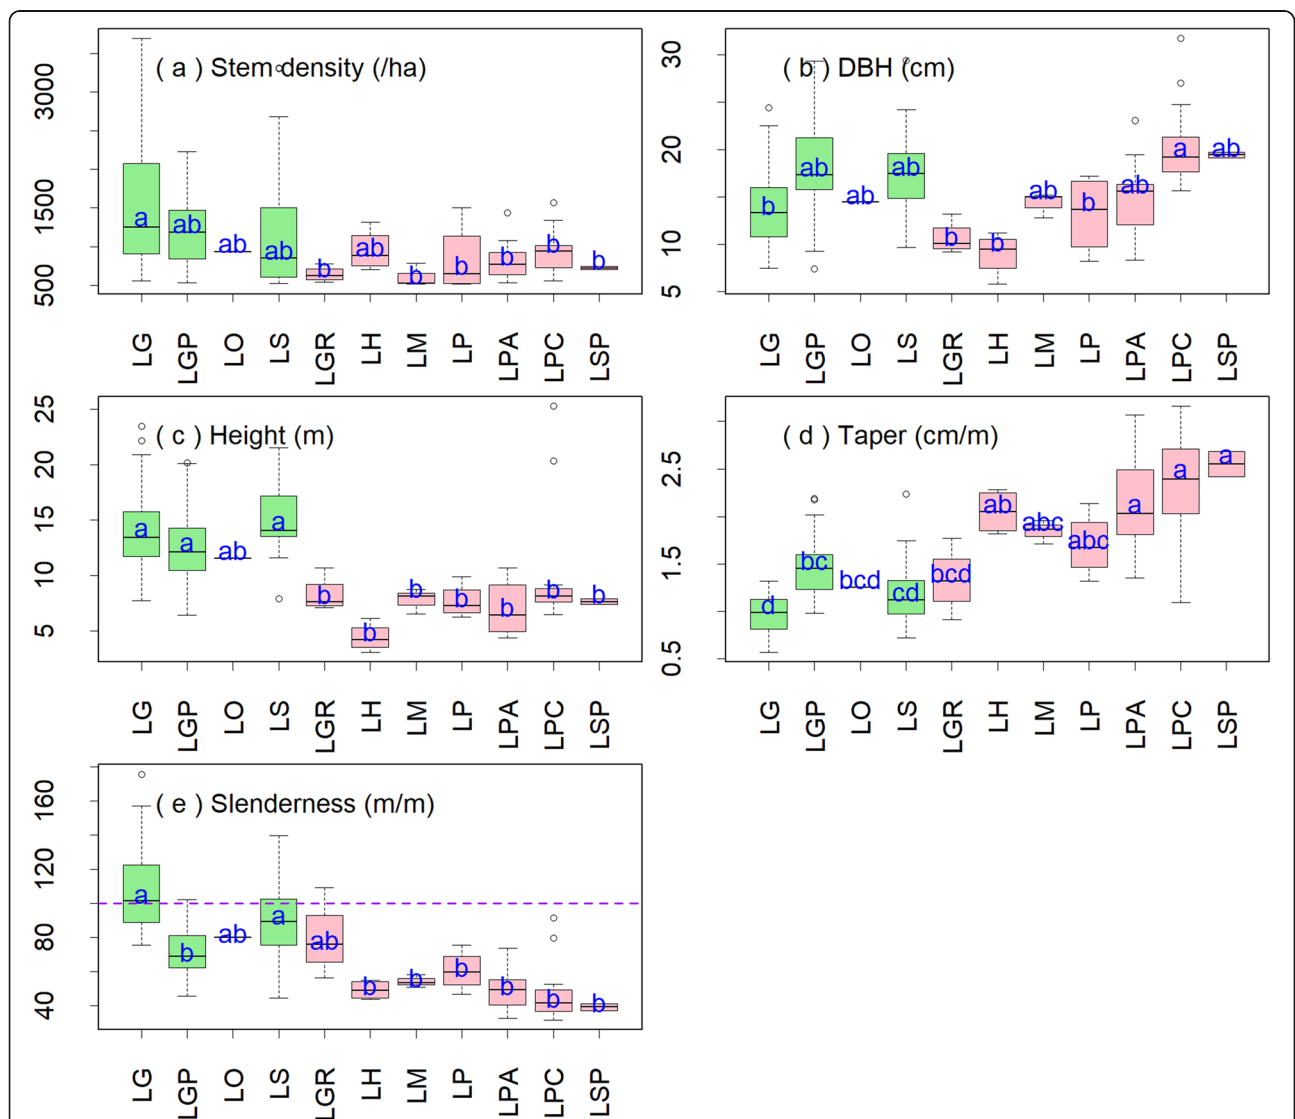 ( a ) Stem density (/ha)
500 1500 3000
a ab ab ab b ab b b b b b
LG LGP LO LS LGR LH LM LP LPA LPC LSP
( b ) DBH (cm)
5 10 20 30
b ab ab ab b b ab b ab a ab
LG LGP LO LS LGR LH LM LP LPA LPC LSP
( c ) Height (m)
5 10 15 20 25
a a ab a b b b b b b b
LG LGP LO LS LGR LH LM LP LPA LPC LSP
( d ) Taper (cm/m)
0.5 1.5 2.5
d bc bcd cd bcd ab abc abc a a a
LG LGP LO LS LGR LH LM LP LPA LPC LSP
( e ) Slenderness (m/m)
40 80 120 160
a b ab a ab b b b b b b
LG LGP LO LS LGR LH LM LP LPA LPC LSP